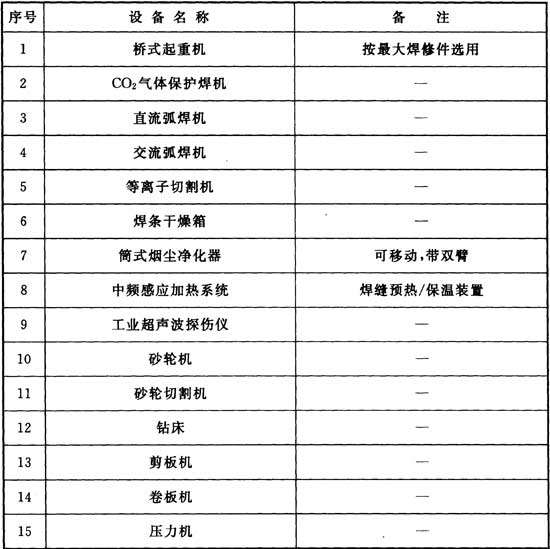 序号 设备名称 备 注
1 桥式起重机 按最大焊修件选用
2 CO₂气体保护焊机 —
3 直流弧焊机 —
4 交流弧焊机 —
5 等离子切割机 —
6 焊条干燥箱 —
7 筒式烟尘净化器 可移动,带双臂
8 中频感应加热系统 焊缝预热/保温装置
9 工业超声波探伤仪 —
10 砂轮机 —
11 砂轮切割机 —
12 钻床 —
13 剪板机 —
14 卷板机 —
15 压力机 —